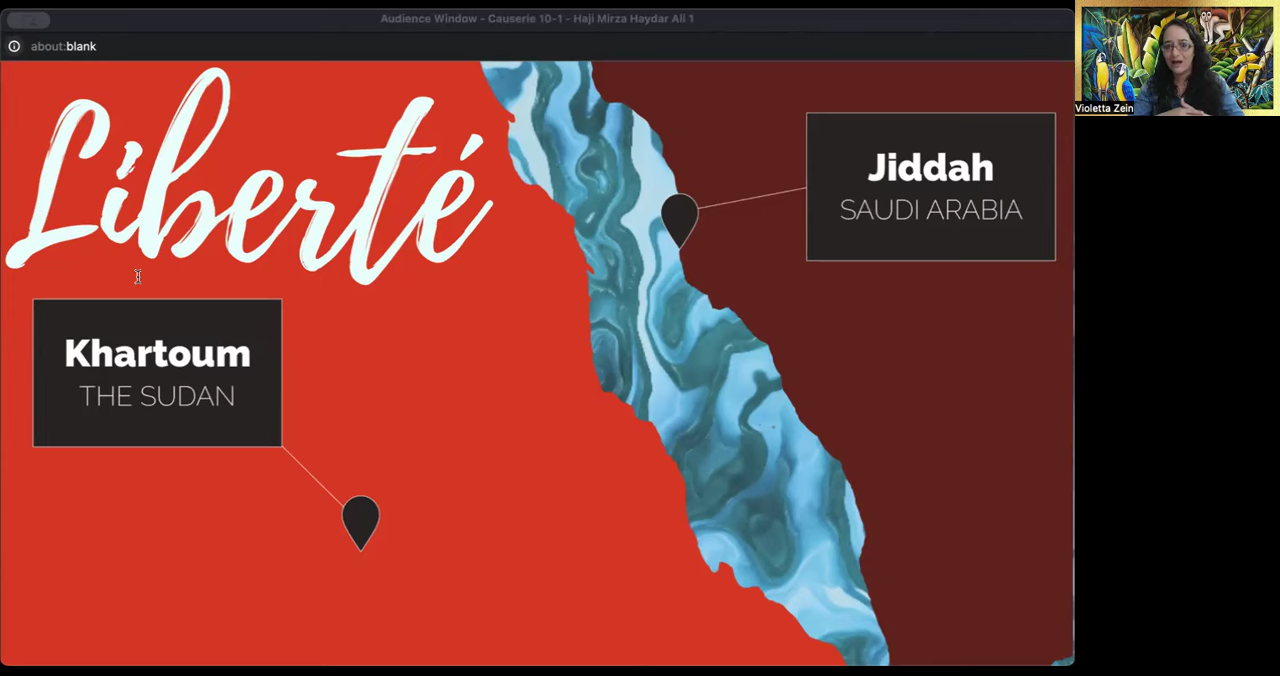 Audience Window - Causerie 10-1 - Haji Mirza Haydar Ali 1
about:blank
Liberté
Jiddah
SAUDI ARABIA
Khartoum
THE SUDAN
Violetta Zein